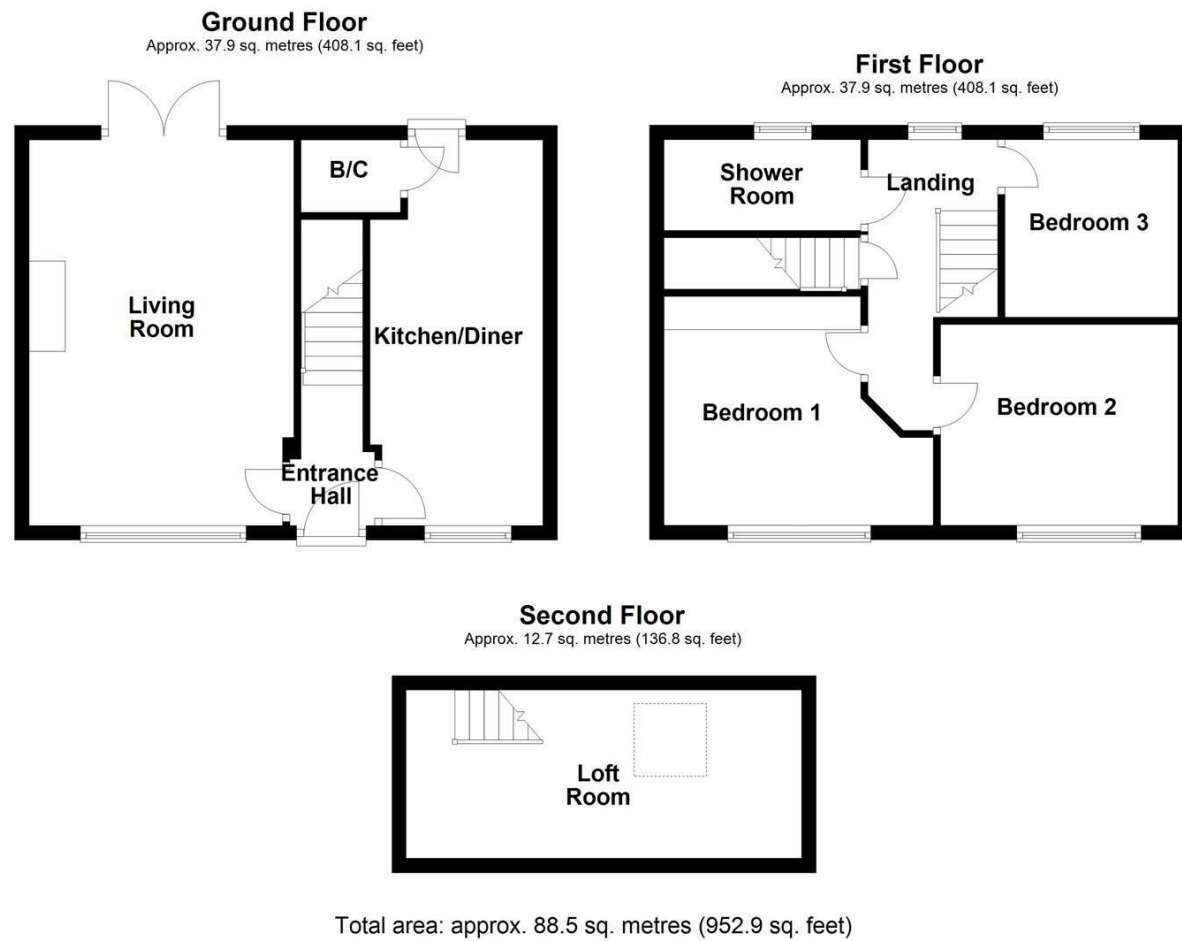 Ground Floor
Approx. 37.9 sq. metres (408.1 sq. feet)
B/C
Living
Room
Kitchen/Diner
Entrance
Hall
First Floor
Approx. 37.9 sq. metres (408.1 sq. feet)
Shower
Room
Landing
Bedroom 3
Bedroom 1
Bedroom 2
Second Floor
Approx. 12.7 sq. metres (136.8 sq. feet)
Loft
Room
Total area: approx. 88.5 sq. metres (952.9 sq. feet)